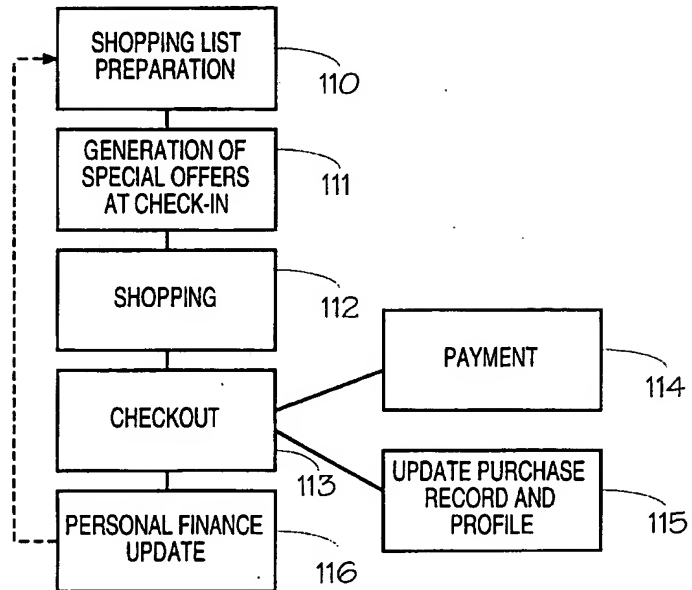 SHOPPING LIST
PREPARATION
110
GENERATION OF
SPECIAL OFFERS
AT CHECK-IN
111
SHOPPING
112
PAYMENT
114
CHECKOUT
113
UPDATE PURCHASE
RECORD AND
PROFILE
115
PERSONAL FINANCE
UPDATE
116